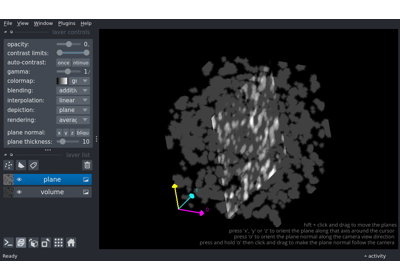 File View Window Plugins Help
layer controls
opacity: 0.
contrast limits:
auto-contrast: once
gamma: 1.
colormap: gr
blending: additi
interpolation: linear
depiction: plane
rendering: averag
plane normal: x y z
plane thickness: 10
layer list
plane
volume
shift + click and drag to move the plane
press 'x', 'y' or 'z' to orient the plane along that axis around the cursor
press 'o' to orient the plane normal along the camera view direction
press and hold 'o' then click and drag to make the plane normal follow the camera
Ready
activity